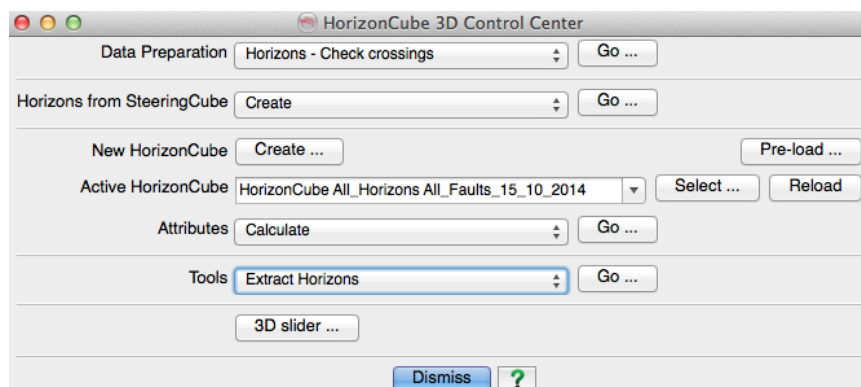 HorizonCube 3D Control Center
Data Preparation Horizons - Check crossings Go ...
Horizons from SteeringCube Create Go ...
New HorizonCube Create ... Pre-load ...
Active HorizonCube HorizonCube All_Horizons All_Faults_15_10_2014 Select ... Reload
Attributes Calculate Go ...
Tools Extract Horizons Go ...
3D slider ...
Dismiss ?